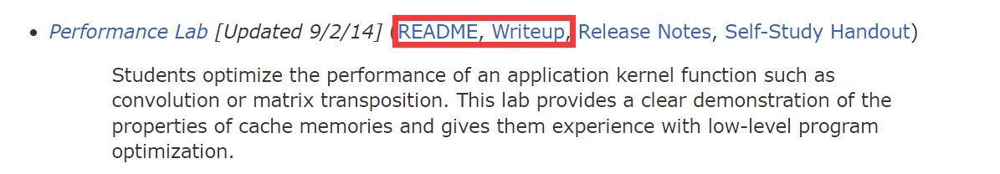 • Performance Lab [Updated 9/2/14] (README, Writeup, Release Notes, Self-Study Handout)
Students optimize the performance of an application kernel function such as
convolution or matrix transposition. This lab provides a clear demonstration of the
properties of cache memories and gives them experience with low-level program
optimization.